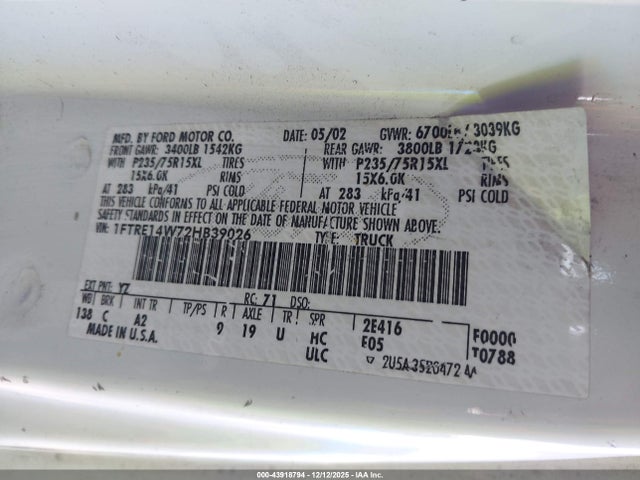 MFD. BY FORD MOTOR CO. DATE: 05/02 GVWR: 6700LB / 3039KG
FRONT GAWR: 3400LB 1542KG REAR GAWR: 3800LB KG
WITH P235/75R15XL TIRES WITH P235/75R15XL TIRES
15X6.GK RIMS 15X6.GK RIMS
AT 283 kPa/41 PSI COLD AT 283 kPa/41 PSI COLD
THIS VEHICLE CONFORMS TO ALL APPLICABLE FEDERAL MOTOR VEHICLE
SAFETY STANDARDS IN EFFECT ON THE DATE OF MANUFACTURE SHOWN ABOVE.
VIN: 1FTRE14W72HB39026 TYPE: TRUCK
EXT PNT: YZ RC: 71 DSO:
WB BRK INT TR TP/PS R AXLE TR SPR
138 C A2 9 19 U HC 2E416 F0000
ULC E05 T0788
MADE IN U.S.A. 2U5A3520472 AA
000-43918794 - 12/12/2025 - IAA Inc.